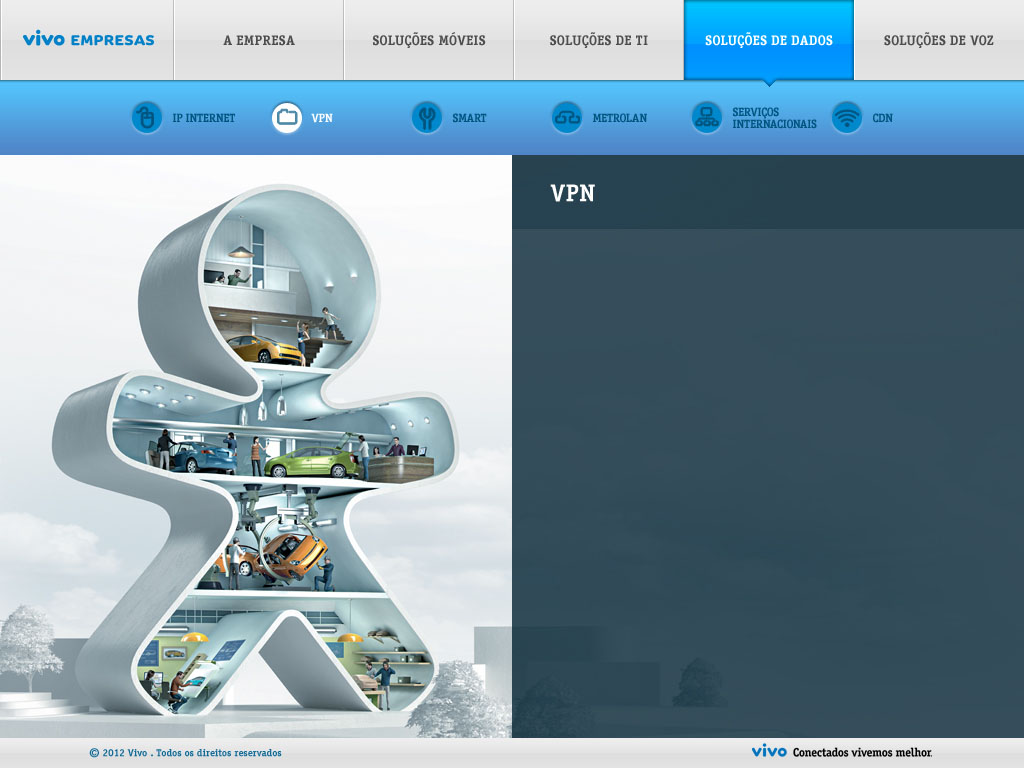 vivo EMPRESAS
A EMPRESA
SOLUÇÕES MÓVEIS
SOLUÇÕES DE TI
SOLUÇÕES DE DADOS
SOLUÇÕES DE VOZ
IP INTERNET
VPN
SMART
METROLAN
SERVIÇOS
INTERNACIONAIS
CDN
VPN
© 2012 Vivo . Todos os direitos reservados
vivo Conectados vivemos melhor.